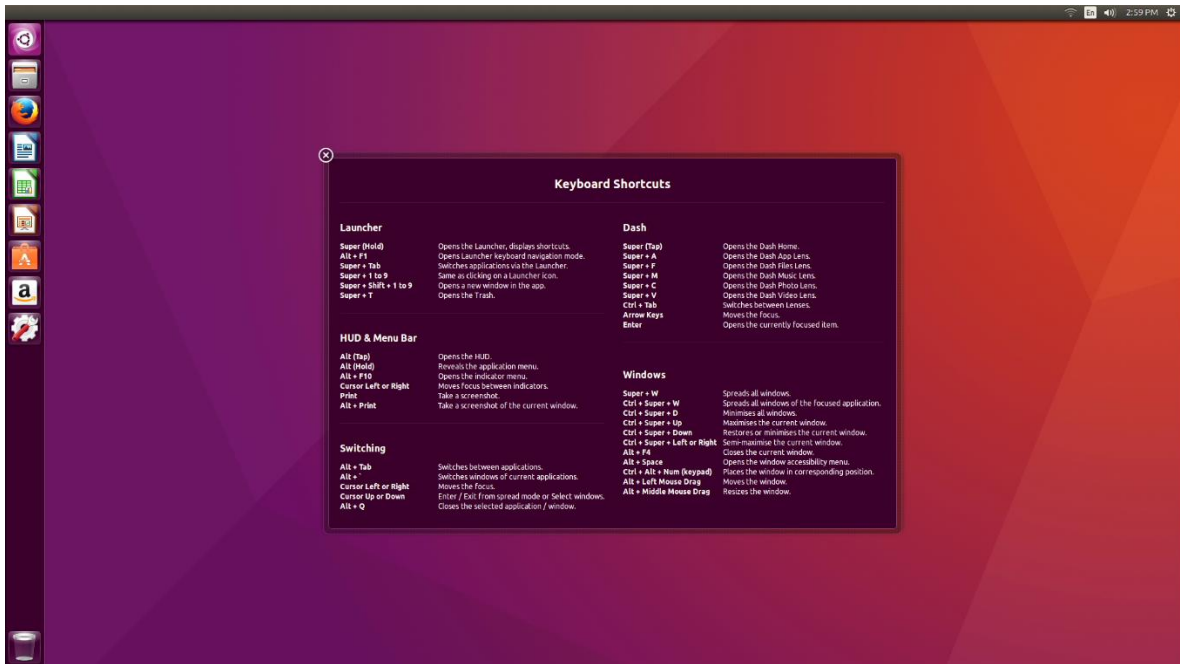 En 2:59 PM
Keyboard Shortcuts
Launcher
Super (Hold) Opens the Launcher, displays shortcuts.
Alt + F1 Opens Launcher keyboard navigation mode.
Super + Tab Switches applications via the Launcher.
Super + 1 to 9 Same as clicking on a Launcher icon.
Super + Shift + 1 to 9 Opens a new window in the app.
Super + T Opens the Trash.
HUD & Menu Bar
Alt (Tap) Opens the HUD.
Alt (Hold) Reveals the application menu.
Alt + F10 Opens the indicator menu.
Cursor Left or Right Moves focus between indicators.
Print Take a screenshot.
Alt + Print Take a screenshot of the current window.
Switching
Alt + Tab Switches between applications.
Alt + ` Switches windows of current applications.
Cursor Left or Right Moves the focus.
Cursor Up or Down Enter / Exit from spread mode or Select windows.
Alt + Q Closes the selected application / window.
Dash
Super (Tap) Opens the Dash Home.
Super + A Opens the Dash App Lens.
Super + F Opens the Dash Files Lens.
Super + M Opens the Dash Music Lens.
Super + C Opens the Dash Photo Lens.
Super + V Opens the Dash Video Lens.
Ctrl + Tab Switches between Lenses.
Arrow Keys Moves the focus.
Enter Opens the currently focused item.
Windows
Super + W Spreads all windows.
Ctrl + Super + W Spreads all windows of the focused application.
Ctrl + Super + D Minimises all windows.
Ctrl + Super + Up Maximises the current window.
Ctrl + Super + Down Restores or minimises the current window.
Ctrl + Super + Left or Right Semi-maximise the current window.
Alt + F4 Closes the current window.
Alt + Space Opens the window accessibility menu.
Ctrl + Alt + Num (keypad) Places the window in corresponding position.
Alt + Left Mouse Drag Moves the window.
Alt + Middle Mouse Drag Resizes the window.
a